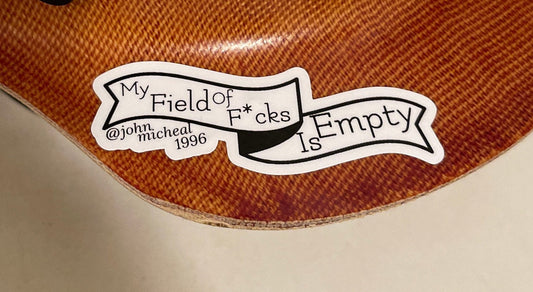 My Field Of F*cks
Is Empty
@john
micheal
1996